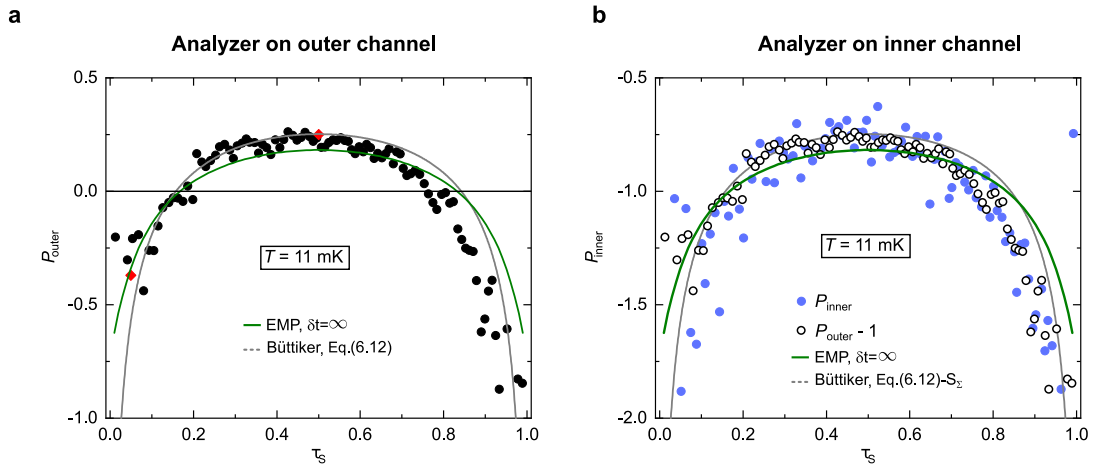 a
Analyzer on outer channel
0.5
0.0
-0.5
-1.0
P_outer
T = 11 mK
EMP, δt=∞
Büttiker, Eq.(6.12)
0.0 0.2 0.4 0.6 0.8 1.0
τ_S
b
Analyzer on inner channel
-0.5
-1.0
-1.5
-2.0
P_inner
T = 11 mK
P_inner
P_outer - 1
EMP, δt=∞
Büttiker, Eq.(6.12)-S_Σ
0.0 0.2 0.4 0.6 0.8 1.0
τ_S